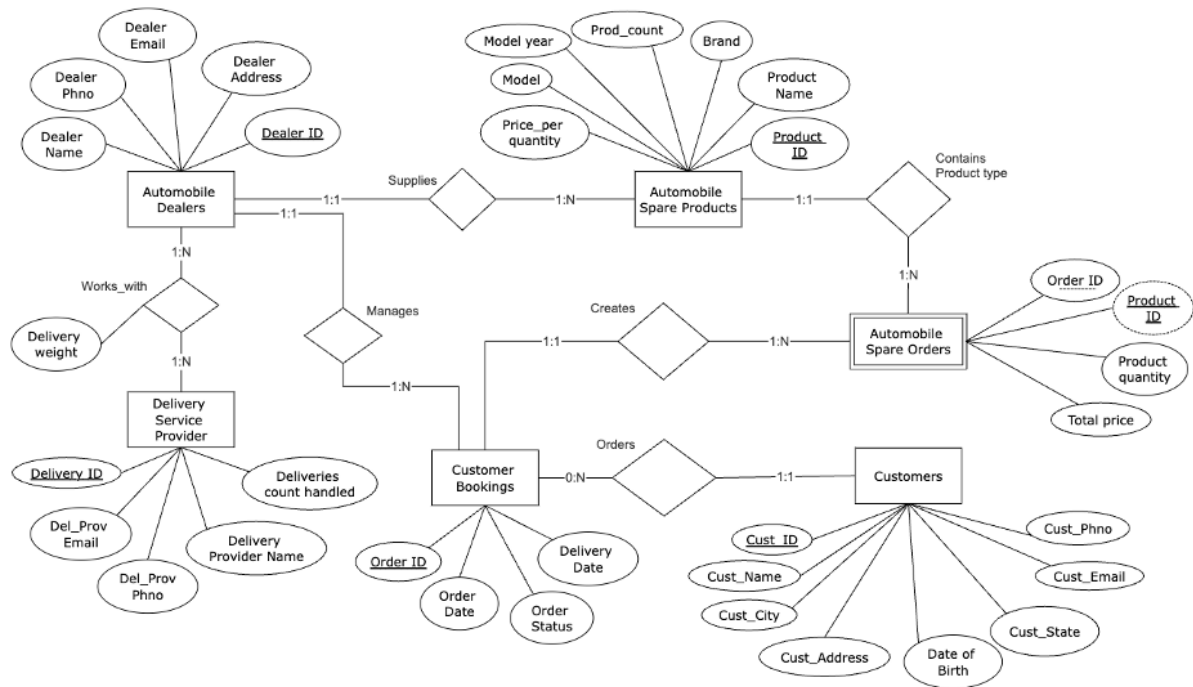 Dealer
Email
Dealer
Phno
Dealer
Address
Dealer
Name
Dealer ID
Automobile
Dealers
Model year
Prod_count
Brand
Model
Product
Name
Price_per
quantity
Product
ID
Automobile
Spare Products
Supplies
1:1
1:N
1:1
Contains
Product type
1:1
1:N
Works_with
Delivery
weight
1:N
Manages
1:N
Creates
1:1
1:N
1:N
Order ID
Product
ID
Automobile
Spare Orders
Product
quantity
Total price
Delivery
Service
Provider
Delivery ID
Deliveries
count handled
Del_Prov
Email
Delivery
Provider Name
Del_Prov
Phno
Customer
Bookings
Orders
0:N
1:1
Customers
Order ID
Delivery
Date
Order
Date
Order
Status
Cust_ID
Cust_Phno
Cust_Name
Cust_Email
Cust_City
Cust_State
Cust_Address
Date of
Birth